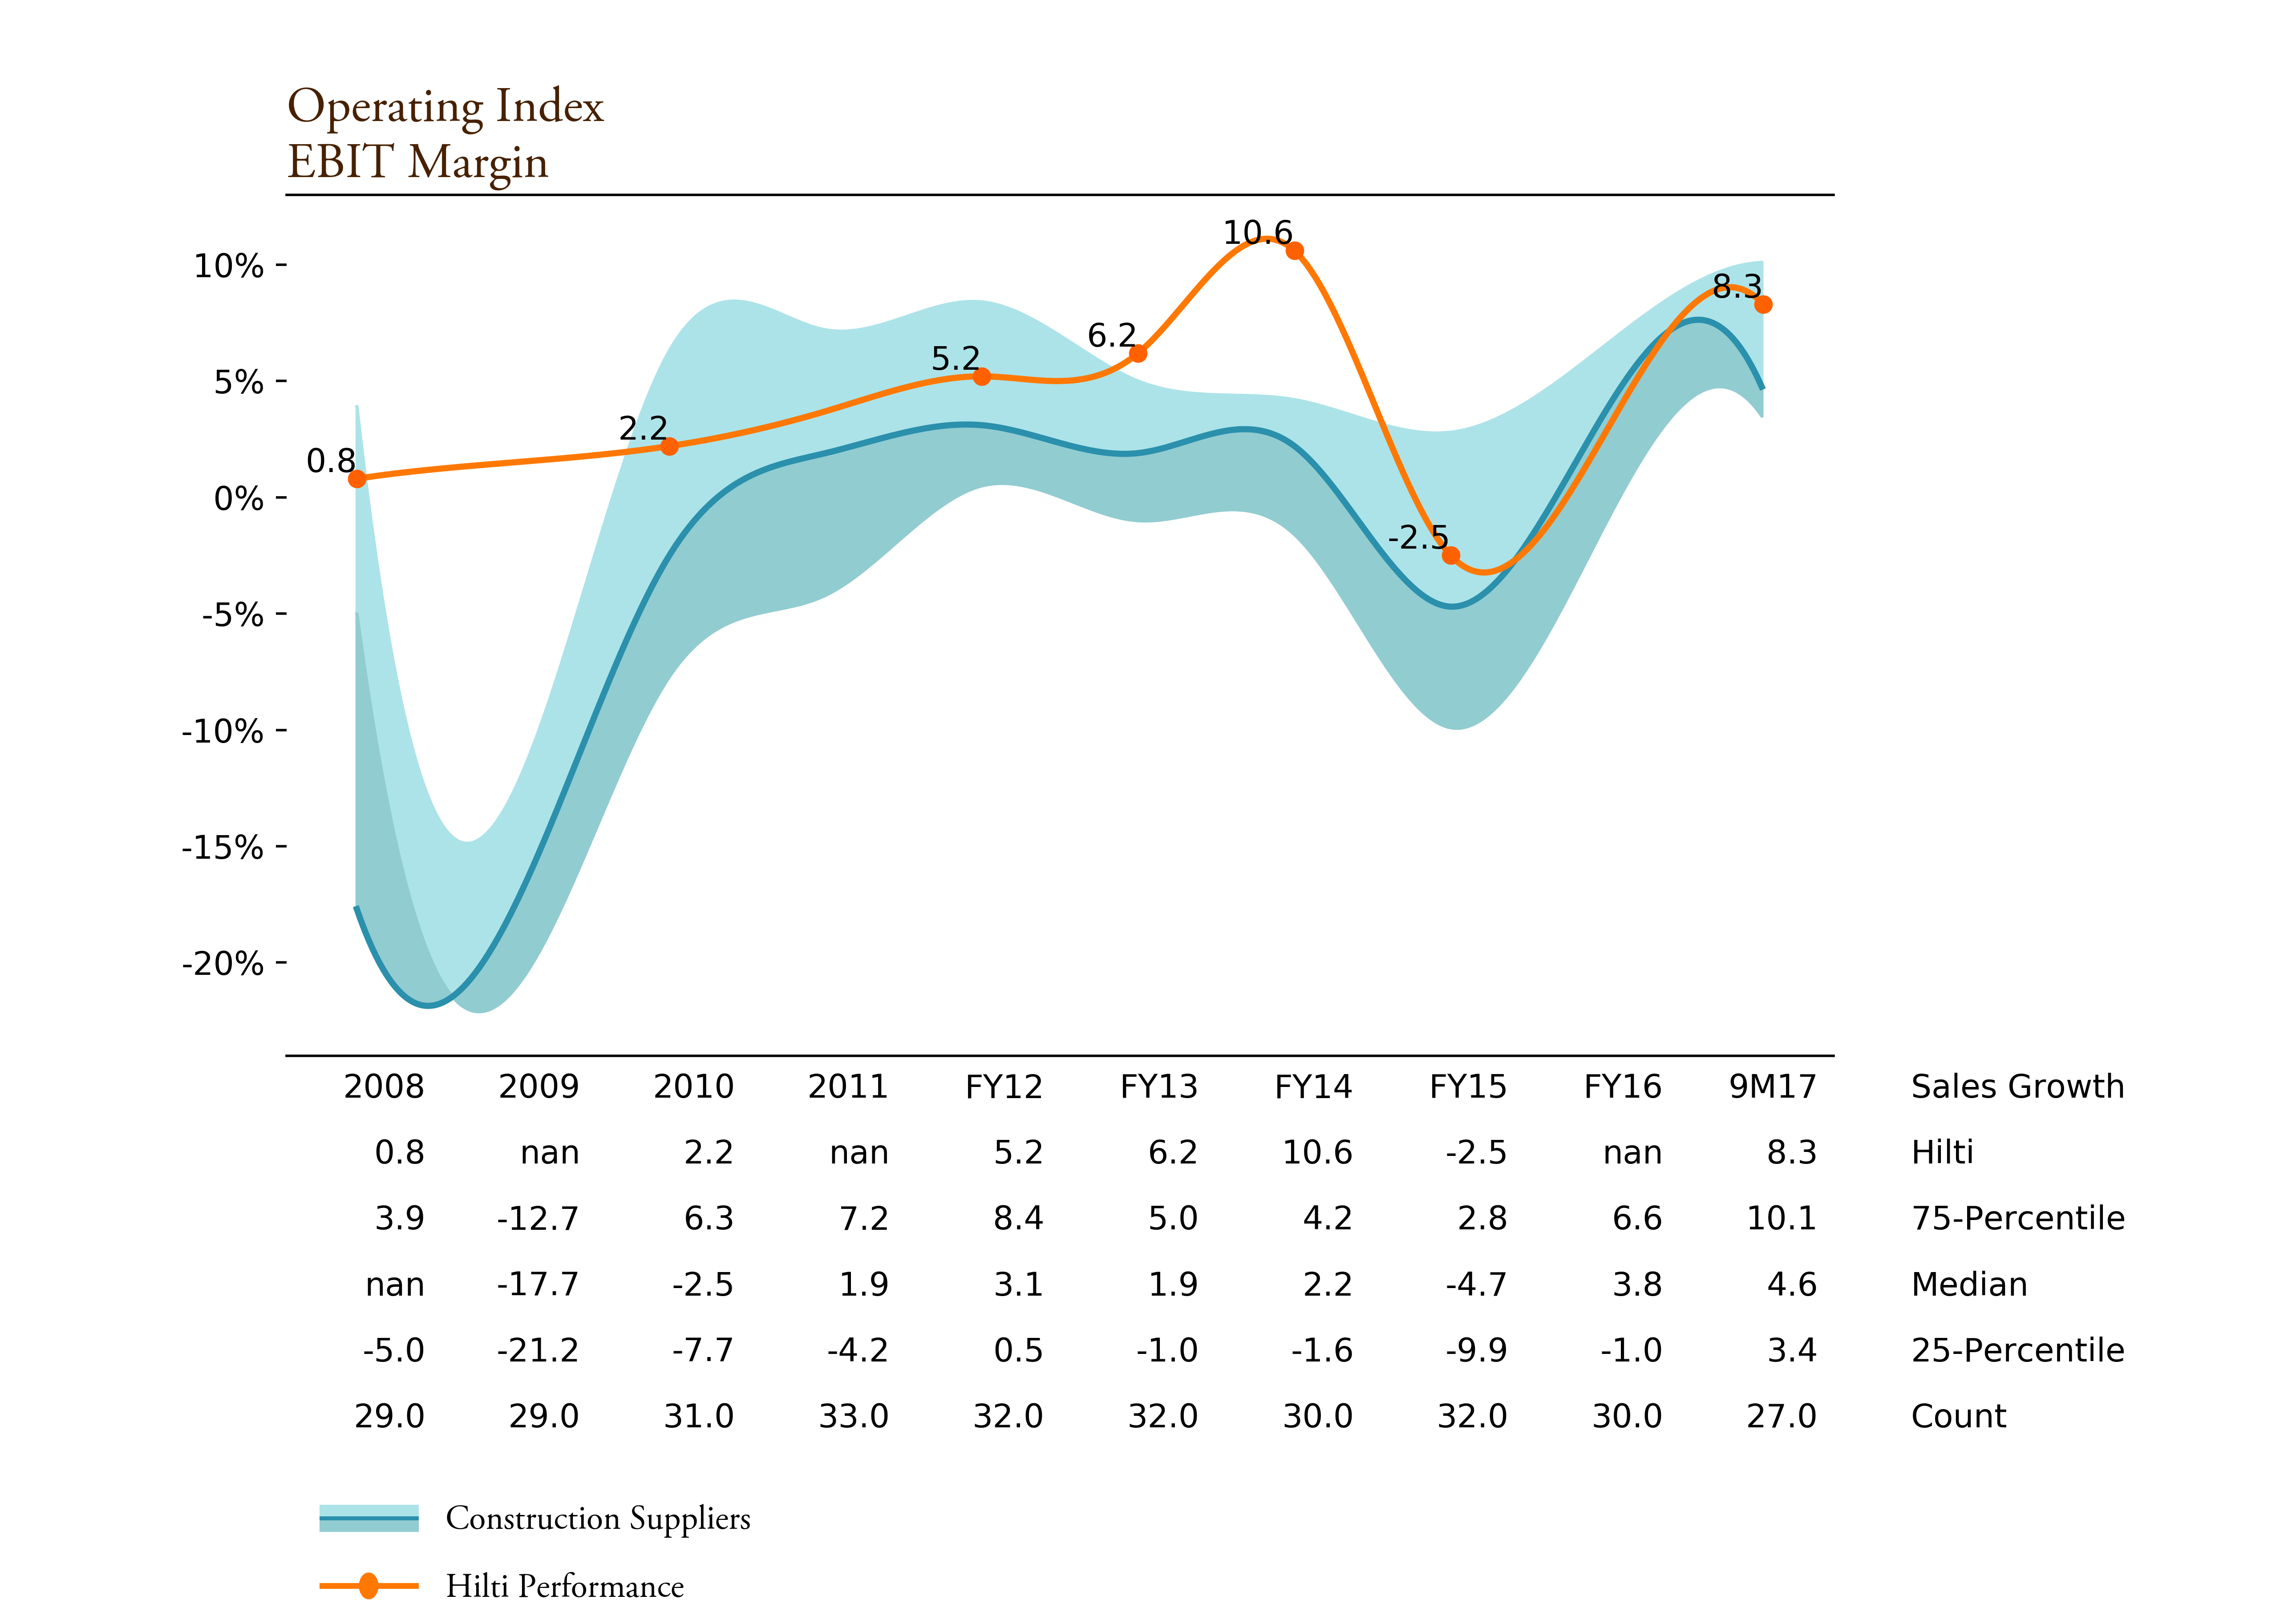 Operating Index
EBIT Margin
10%
5%
0%
-5%
-10%
-15%
-20%
0.8
2.2
5.2
6.2
10.6
-2.5
8.3
2008 2009 2010 2011 FY12 FY13 FY14 FY15 FY16 9M17 Sales Growth
0.8 nan 2.2 nan 5.2 6.2 10.6 -2.5 nan 8.3 Hilti
3.9 -12.7 6.3 7.2 8.4 5.0 4.2 2.8 6.6 10.1 75-Percentile
nan -17.7 -2.5 1.9 3.1 1.9 2.2 -4.7 3.8 4.6 Median
-5.0 -21.2 -7.7 -4.2 0.5 -1.0 -1.6 -9.9 -1.0 3.4 25-Percentile
29.0 29.0 31.0 33.0 32.0 32.0 30.0 32.0 30.0 27.0 Count
Construction Suppliers
Hilti Performance